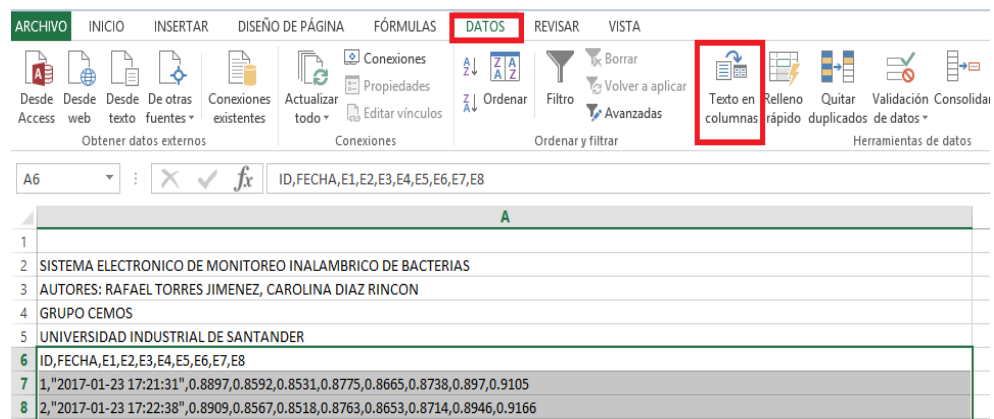 ARCHIVO INICIO INSERTAR DISEÑO DE PÁGINA FÓRMULAS DATOS REVISAR VISTA
Desde Access
Desde web
Desde texto
De otras fuentes
Conexiones existentes
Obtener datos externos
Actualizar todo
Conexiones
Propiedades
Editar vínculos
Conexiones
A Z
Z A
Z A A Z
Ordenar
Filtro
Borrar
Volver a aplicar
Avanzadas
Ordenar y filtrar
Texto en columnas
Relleno rápido
Quitar duplicados
Validación de datos
Consolidar
Herramientas de datos
A6 fx ID,FECHA,E1,E2,E3,E4,E5,E6,E7,E8
A
1
2 SISTEMA ELECTRONICO DE MONITOREO INALAMBRICO DE BACTERIAS
3 AUTORES: RAFAEL TORRES JIMENEZ, CAROLINA DIAZ RINCON
4 GRUPO CEMOS
5 UNIVERSIDAD INDUSTRIAL DE SANTANDER
6 ID,FECHA,E1,E2,E3,E4,E5,E6,E7,E8
7 1,"2017-01-23 17:21:31",0.8897,0.8592,0.8531,0.8775,0.8665,0.8738,0.897,0.9105
8 2,"2017-01-23 17:22:38",0.8909,0.8567,0.8518,0.8763,0.8653,0.8714,0.8946,0.9166